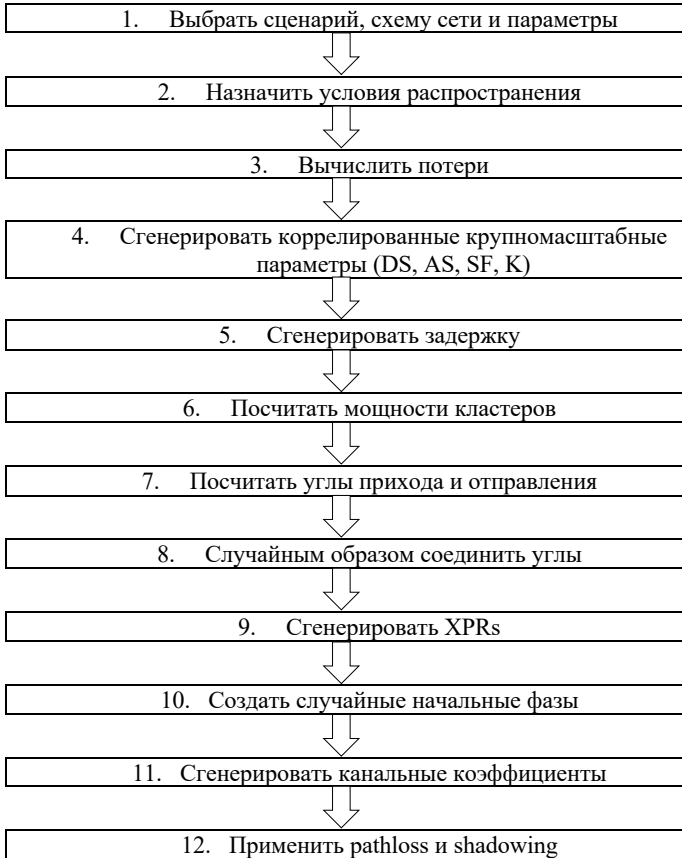 1. Выбрать сценарий, схему сети и параметры
2. Назначить условия распространения
3. Вычислить потери
4. Сгенерировать коррелированные крупномасштабные
параметры (DS, AS, SF, K)
5. Сгенерировать задержку
6. Посчитать мощности кластеров
7. Посчитать углы прихода и отправления
8. Случайным образом соединить углы
9. Сгенерировать XPRs
10. Создать случайные начальные фазы
11. Сгенерировать канальные коэффициенты
12. Применить pathloss и shadowing